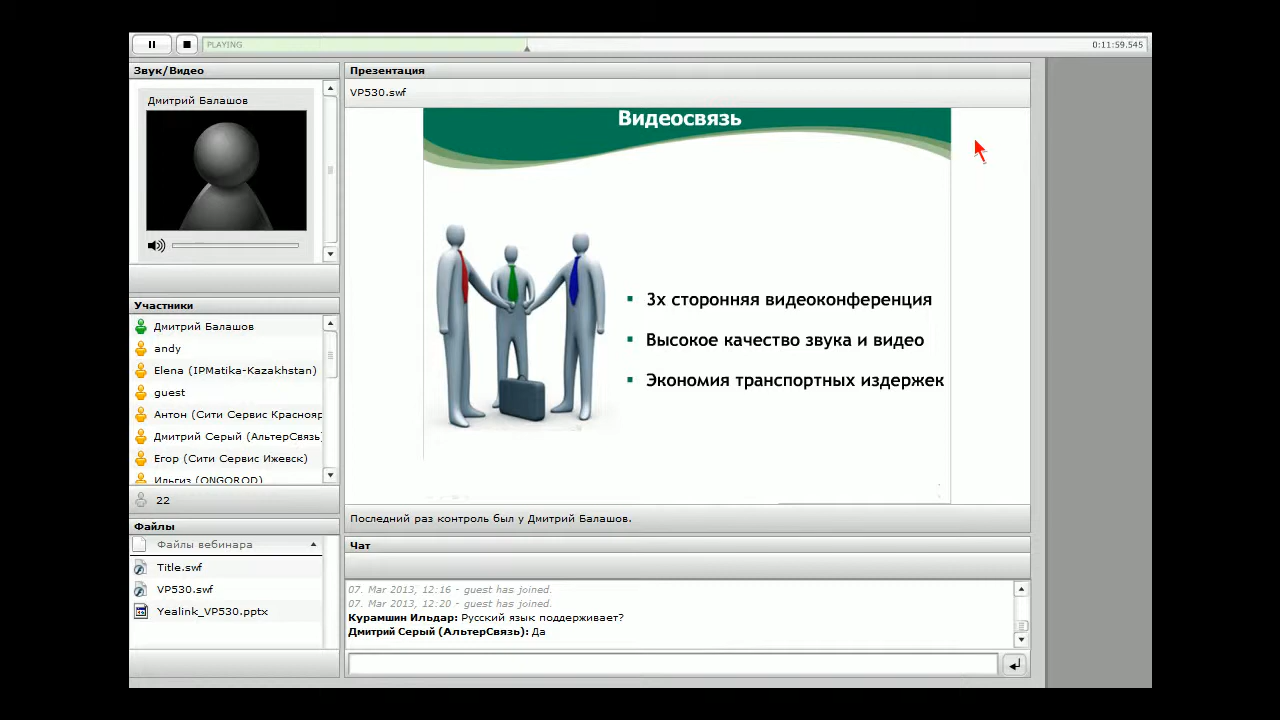 PLAYING
0:11:59.545
Звук/Видео
Дмитрий Балашов
Участники
Дмитрий Балашов
andy
Elena (IPMatika-Kazakhstan)
guest
Антон (Сити Сервис Краснояр
Дмитрий Серый (АльтерСвязь)
Егор (Сити Сервис Ижевск)
Ильгиз (ONGOROD)
22
Файлы
Файлы вебинара
Title.swf
VP530.swf
Yealink_VP530.pptx
Презентация
VP530.swf
Видеосвязь
▪ 3х сторонняя видеоконференция
▪ Высокое качество звука и видео
▪ Экономия транспортных издержек
Последний раз контроль был у Дмитрий Балашов.
Чат
07. Mar 2013, 12:16 - guest has joined.
07. Mar 2013, 12:20 - guest has joined.
Курамшин Ильдар: Русский язык поддерживает?
Дмитрий Серый (АльтерСвязь): Да